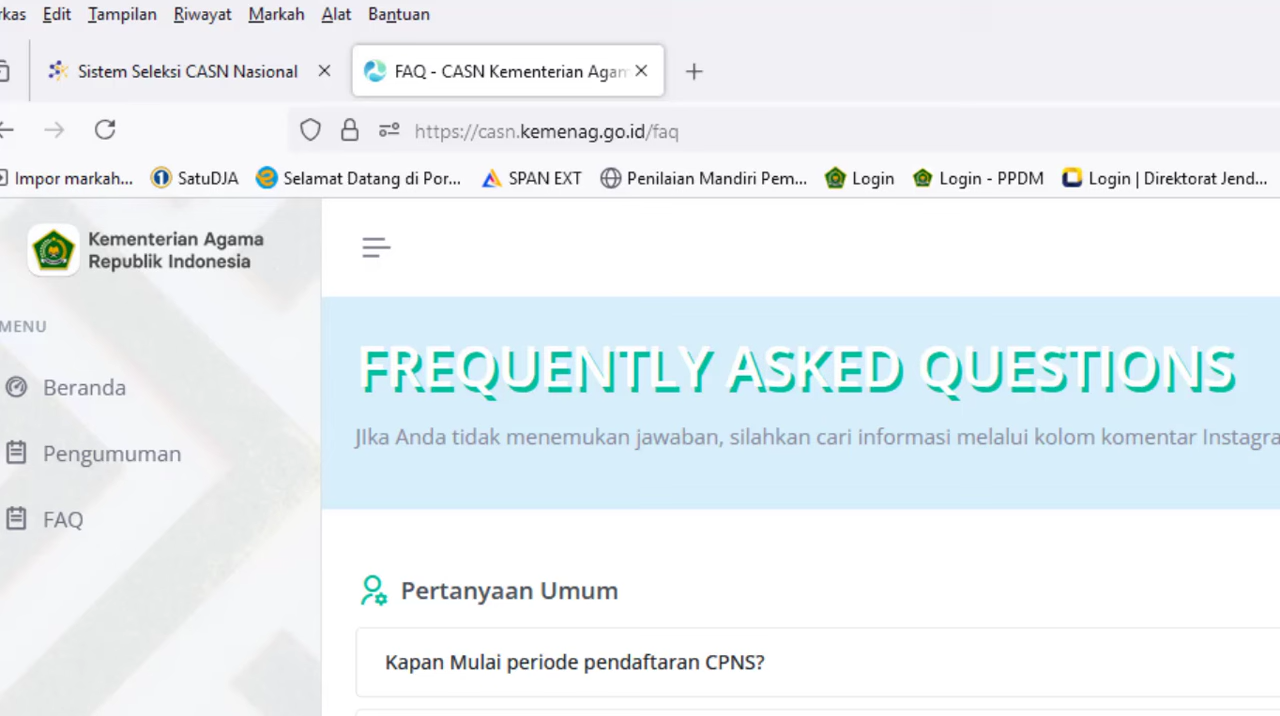 Edit Tampilan Riwayat Markah Alat Bantuan
Sistem Seleksi CASN Nasional FAQ - CASN Kementerian
https://casn.kemenag.go.id/faq
Impor markah... SatuDJA Selamat Datang di Por... SPAN EXT Penilaian Mandiri Pem... Login Login - PPDM Login | Direktorat Jend...
Kementerian Agama
Republik Indonesia
MENU
FREQUENTLY ASKED QUESTIONS
JIka Anda tidak menemukan jawaban, silahkan cari informasi melalui kolom komentar
Beranda
Pengumuman
FAQ
Pertanyaan Umum
Kapan Mulai periode pendaftaran CPNS?